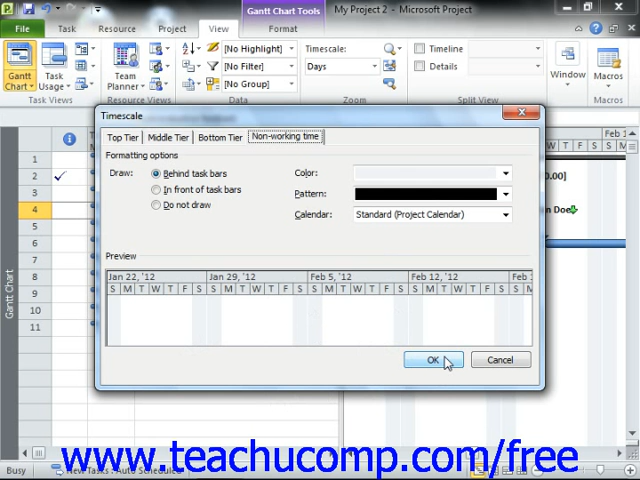 Gantt Chart Tools
My Project 2 - Microsoft Project
File Task Resource Project View Format
Gantt Chart
Task Usage
Team Planner
[No Highlight]
[No Filter]
[No Group]
Timescale:
Days
Timeline
Details
Window
Macros
Task Views Resource Views Data Zoom Split View Macros
Timescale
Top Tier Middle Tier Bottom Tier Non-working time
Formatting options
Draw: Behind task bars
In front of task bars
Do not draw
Color:
Pattern:
Calendar: Standard (Project Calendar)
Preview
Jan 22, '12 Jan 29, '12 Feb 5, '12 Feb 12, '12
S M T W T F S S M T W T F S S M T W T F S S M T W T F S S M
OK Cancel
1
2
3
4
5
6
7
8
9
10
11
Gantt Chart
www.teachucomp.com/free
Busy New Tasks : Auto Scheduled